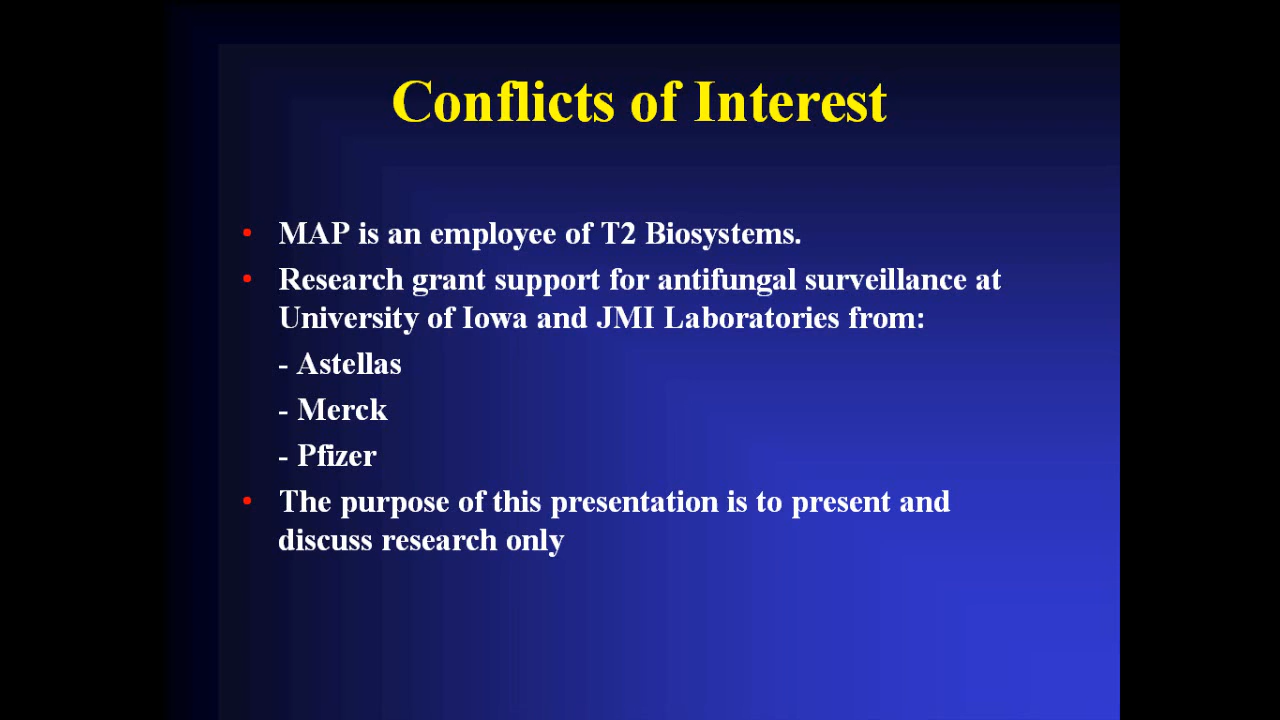 Conflicts of Interest
• MAP is an employee of T2 Biosystems.
• Research grant support for antifungal surveillance at
University of Iowa and JMI Laboratories from:
- Astellas
- Merck
- Pfizer
• The purpose of this presentation is to present and
discuss research only